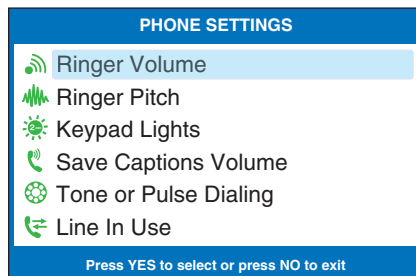 PHONE SETTINGS
Ringer Volume
Ringer Pitch
2ABC Keypad Lights
Save Captions Volume
Tone or Pulse Dialing
Line In Use
Press YES to select or press NO to exit